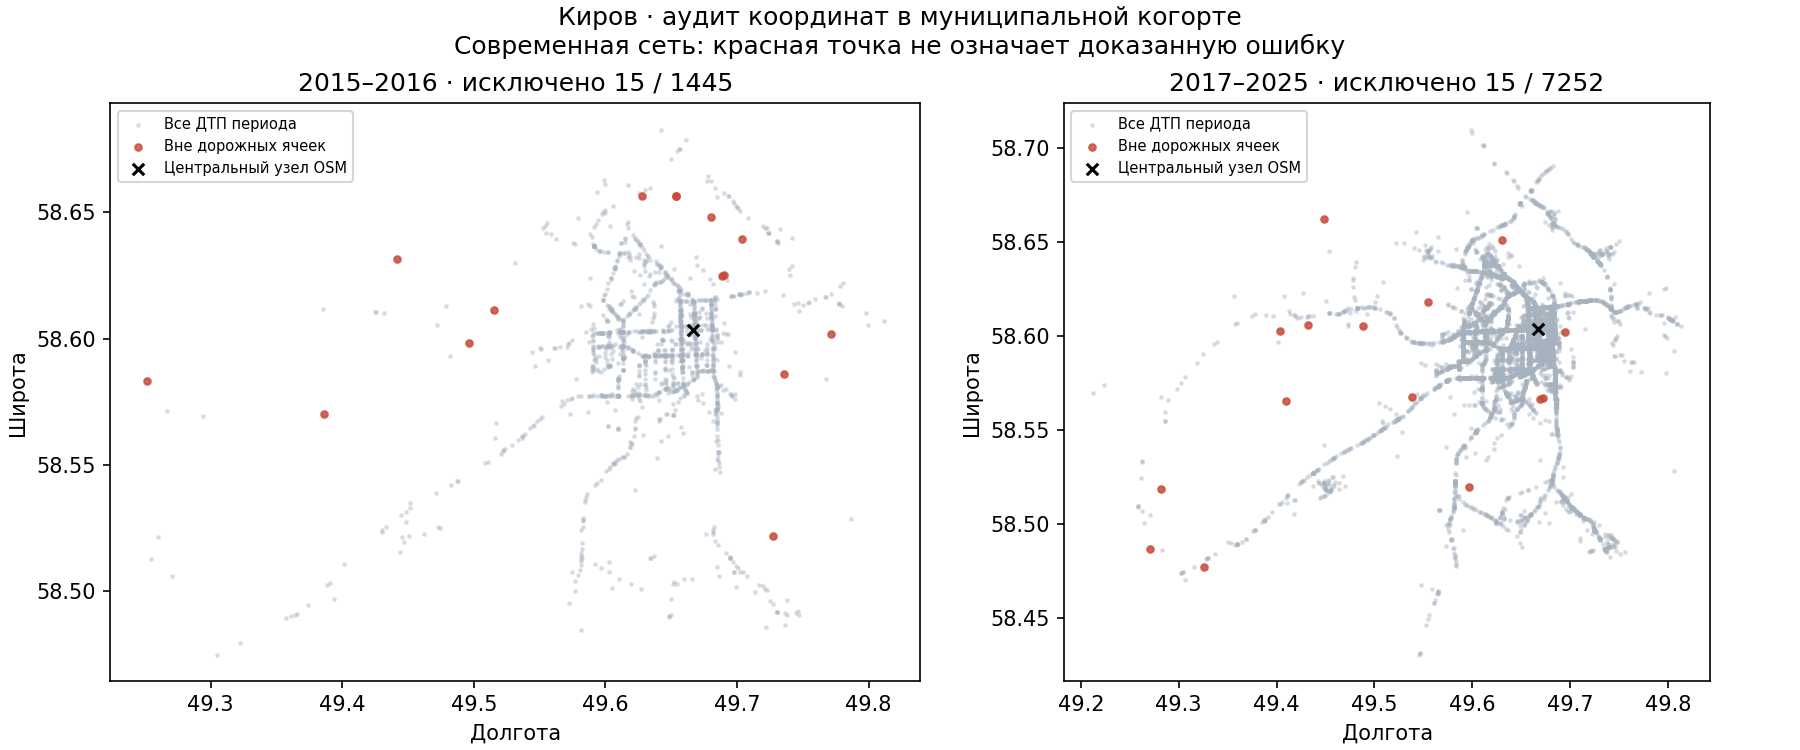 Киров · аудит координат в муниципальной когорте
Современная сеть: красная точка не означает доказанную ошибку
2015–2016 · исключено 15 / 1445
Все ДТП периода
Вне дорожных ячеек
Центральный узел OSM
58.65
58.60
58.55
58.50
Широта
49.3 49.4 49.5 49.6 49.7 49.8
Долгота
2017–2025 · исключено 15 / 7252
Все ДТП периода
Вне дорожных ячеек
Центральный узел OSM
58.70
58.65
58.60
58.55
58.50
58.45
Широта
49.2 49.3 49.4 49.5 49.6 49.7 49.8
Долгота